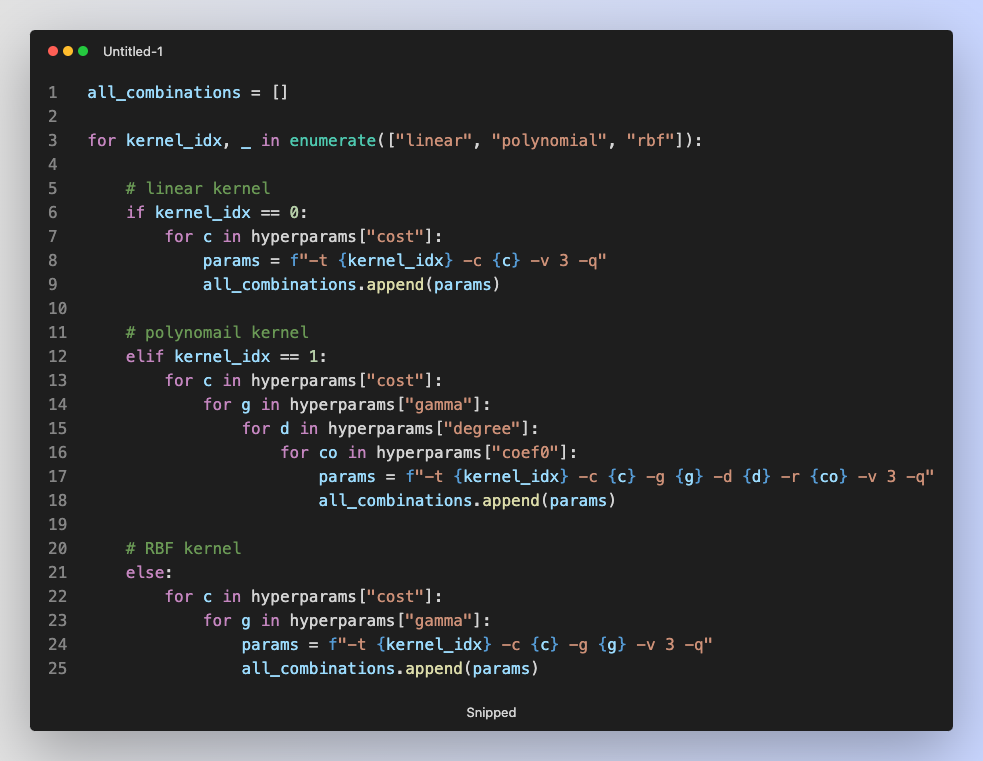 Untitled-1
1 all_combinations = []
2
3 for kernel_idx, _ in enumerate(["linear", "polynomial", "rbf"]):
4
5     # linear kernel
6     if kernel_idx == 0:
7         for c in hyperparams["cost"]:
8             params = f"-t {kernel_idx} -c {c} -v 3 -q"
9             all_combinations.append(params)
10
11     # polynomail kernel
12     elif kernel_idx == 1:
13         for c in hyperparams["cost"]:
14             for g in hyperparams["gamma"]:
15                 for d in hyperparams["degree"]:
16                     for co in hyperparams["coef0"]:
17                         params = f"-t {kernel_idx} -c {c} -g {g} -d {d} -r {co} -v 3 -q"
18                         all_combinations.append(params)
19
20     # RBF kernel
21     else:
22         for c in hyperparams["cost"]:
23             for g in hyperparams["gamma"]:
24                 params = f"-t {kernel_idx} -c {c} -g {g} -v 3 -q"
25                 all_combinations.append(params)
Snipped